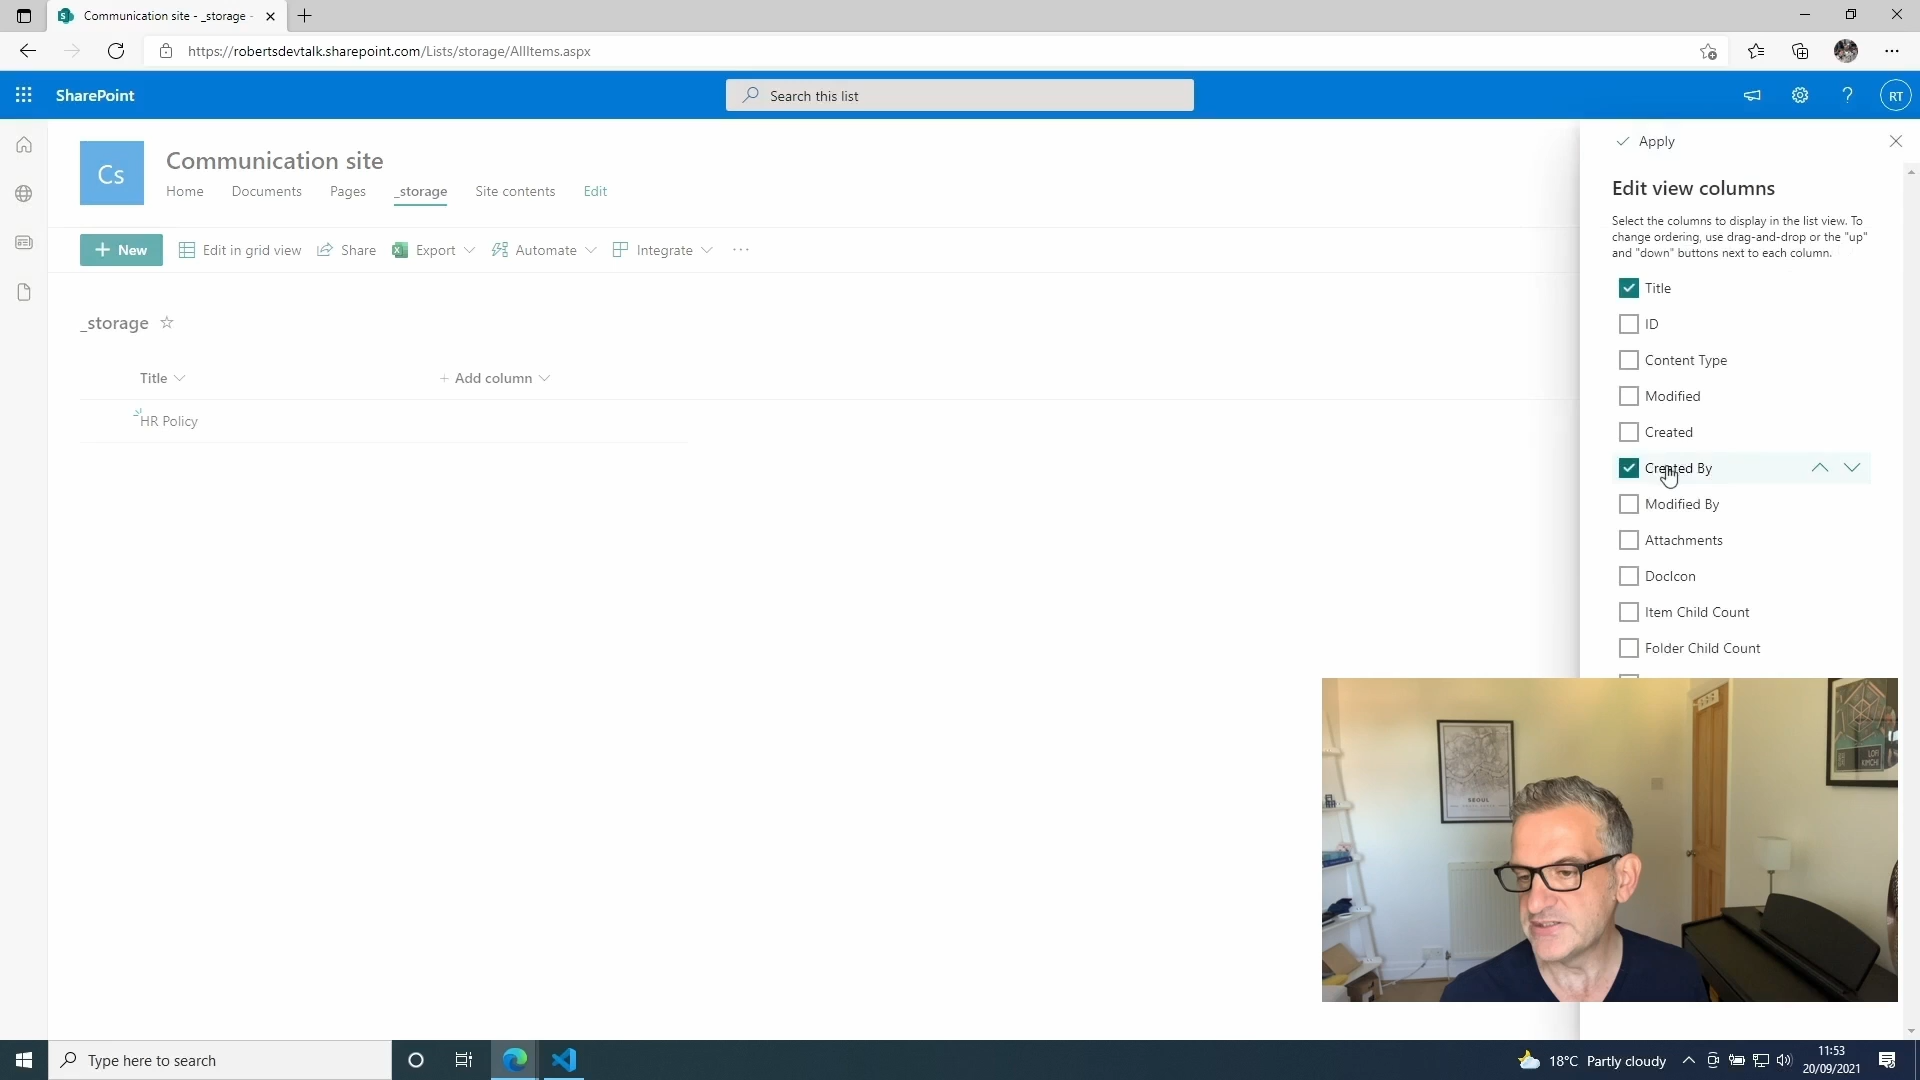 Communication site - _storage -
https://robertsdevtalk.sharepoint.com/Lists/storage/AllItems.aspx
SharePoint
Search this list
RT
Apply
Cs
Communication site
Home
Documents
Pages
_storage
Site contents
Edit
Edit view columns
Select the columns to display in the list view. To
change ordering, use drag-and-drop or the "up"
and "down" buttons next to each column.
New
Edit in grid view
Share
Export
Automate
Integrate
_storage
Title
Add column
HR Policy
Title
ID
Content Type
Modified
Created
Created By
Modified By
Attachments
DocIcon
Item Child Count
Folder Child Count
SEOUL
Type here to search
18°C Partly cloudy
11:53
20/09/2021